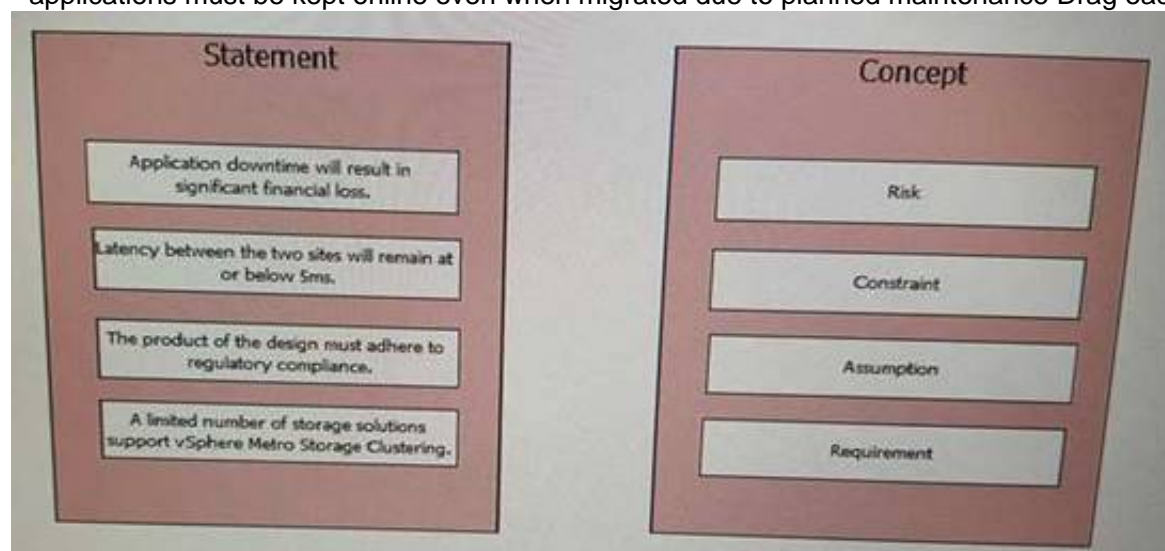 applications must be kept online even when migrated due to planned maintenance Drag eac
Statement
Application downtime will result in
significant financial loss.
Latency between the two sites will remain at
or below 5ms.
The product of the design must adhere to
regulatory compliance.
A limited number of storage solutions
support vSphere Metro Storage Clustering.
Concept
Risk
Constraint
Assumption
Requirement